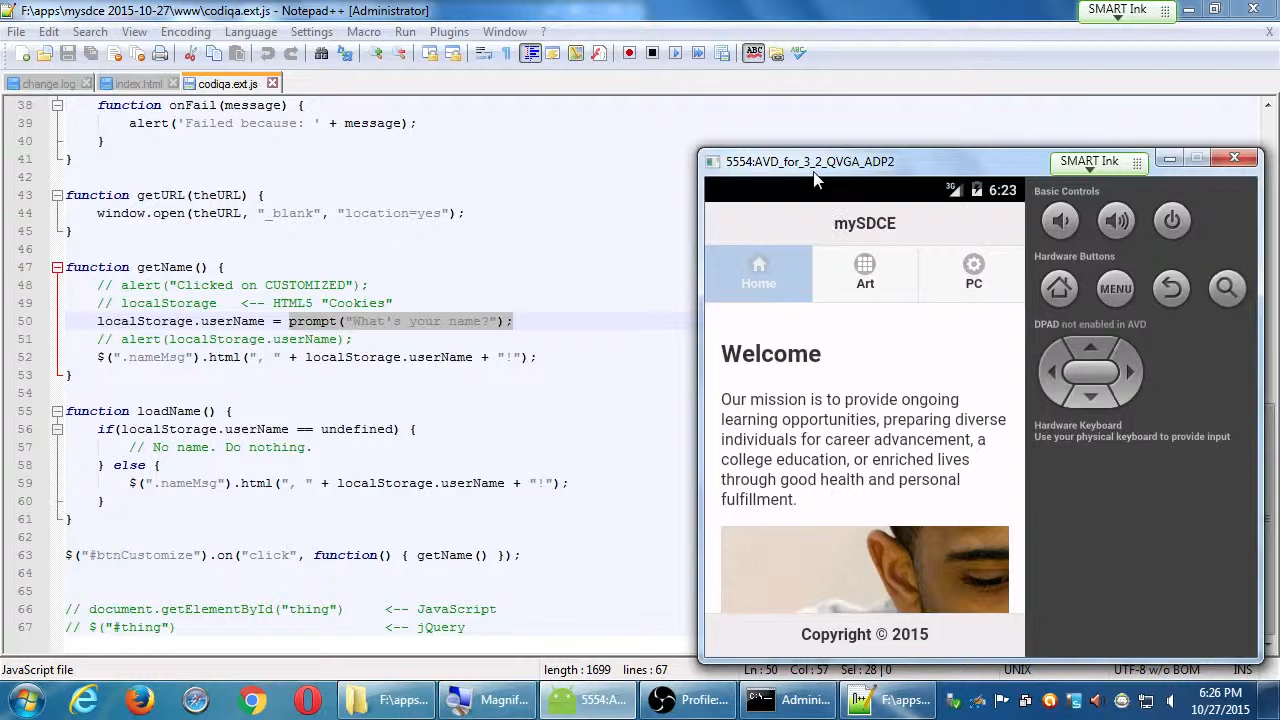 F:\apps\mysdce 2015-10-27\www\codiqa.ext.js - Notepad++ [Administrator]
SMART Ink
File Edit Search View Encoding Language Settings Macro Run Plugins Window ? X
ABC
change.log index.html codiqa.ext.js
38 function onFail(message) {
39 alert('Failed because: ' + message);
40 }
41 }
42
43 function getURL(theURL) {
44 window.open(theURL, "_blank", "location=yes");
45 }
46
47 function getName() {
48 // alert("Clicked on CUSTOMIZED");
49 // localStorage <-- HTML5 "Cookies"
50 localStorage.userName = prompt("What's your name?");
51 // alert(localStorage.userName);
52 $(".nameMsg").html(", " + localStorage.userName + "!");
53 }
54
55 function loadName() {
56 if(localStorage.userName == undefined) {
57 // No name. Do nothing.
58 } else {
59 $(".nameMsg").html(", " + localStorage.userName + "!");
60 }
61 }
62
63 $("#btnCustomize").on("click", function() { getName() });
64
65
66 // document.getElementById("thing") <-- JavaScript
67 // $("#thing") <-- jQuery
5554:AVD_for_3_2_QVGA_ADP2
SMART Ink
3G 6:23
mySDCE
Home Art PC
Welcome
Our mission is to provide ongoing
learning opportunities, preparing diverse
individuals for career advancement, a
college education, or enriched lives
through good health and personal
fulfillment.
Copyright © 2015
Basic Controls
Hardware Buttons
MENU
DPAD not enabled in AVD
Hardware Keyboard
Use your physical keyboard to provide input
JavaScript file length : 1699 lines : 67 Ln : 50 Col : 57 Sel : 28 | 0 UNIX UTF-8 w/o BOM INS
F:\apps... Magnif... 5554:A... Profile:... Admini... F:\apps...
6:26 PM
10/27/2015